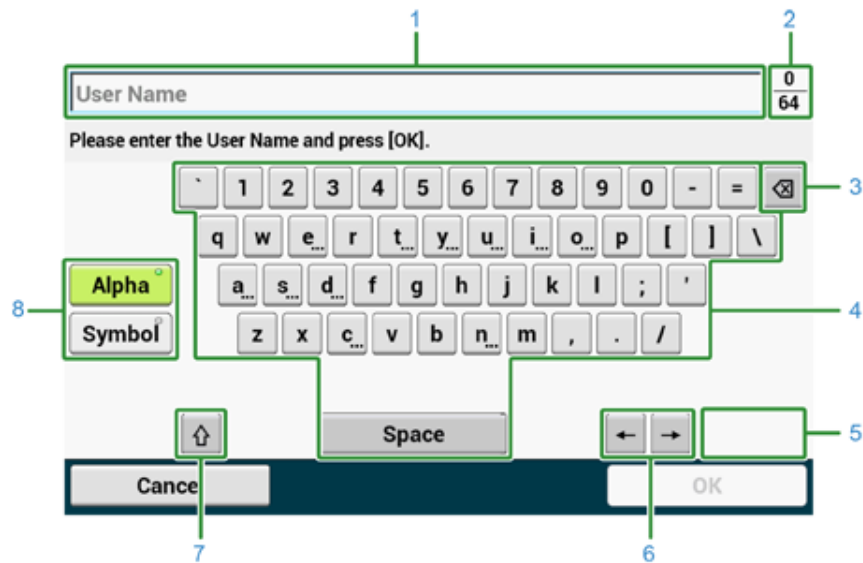 1
2
User Name
0
64
Please enter the User Name and press [OK].
` 1 2 3 4 5 6 7 8 9 0 - =
3
q w e... r t... y... u... i... o... p [ ] \
Alpha
a... s... d... f g h j k l ; '
8
4
Symbol
z x c... v b n... m , . /
Space
← →
5
Cance
OK
7
6